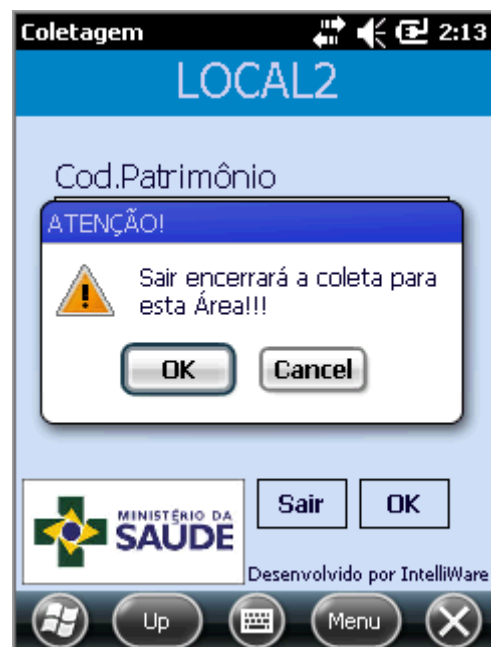 Coletagem 2:13
LOCAL2
Cod.Patrimônio
ATENÇÃO!
Sair encerrará a coleta para
esta Área!!!
OK Cancel
MINISTÉRIO DA
SAÚDE
Sair OK
Desenvolvido por IntelliWare
Up Menu